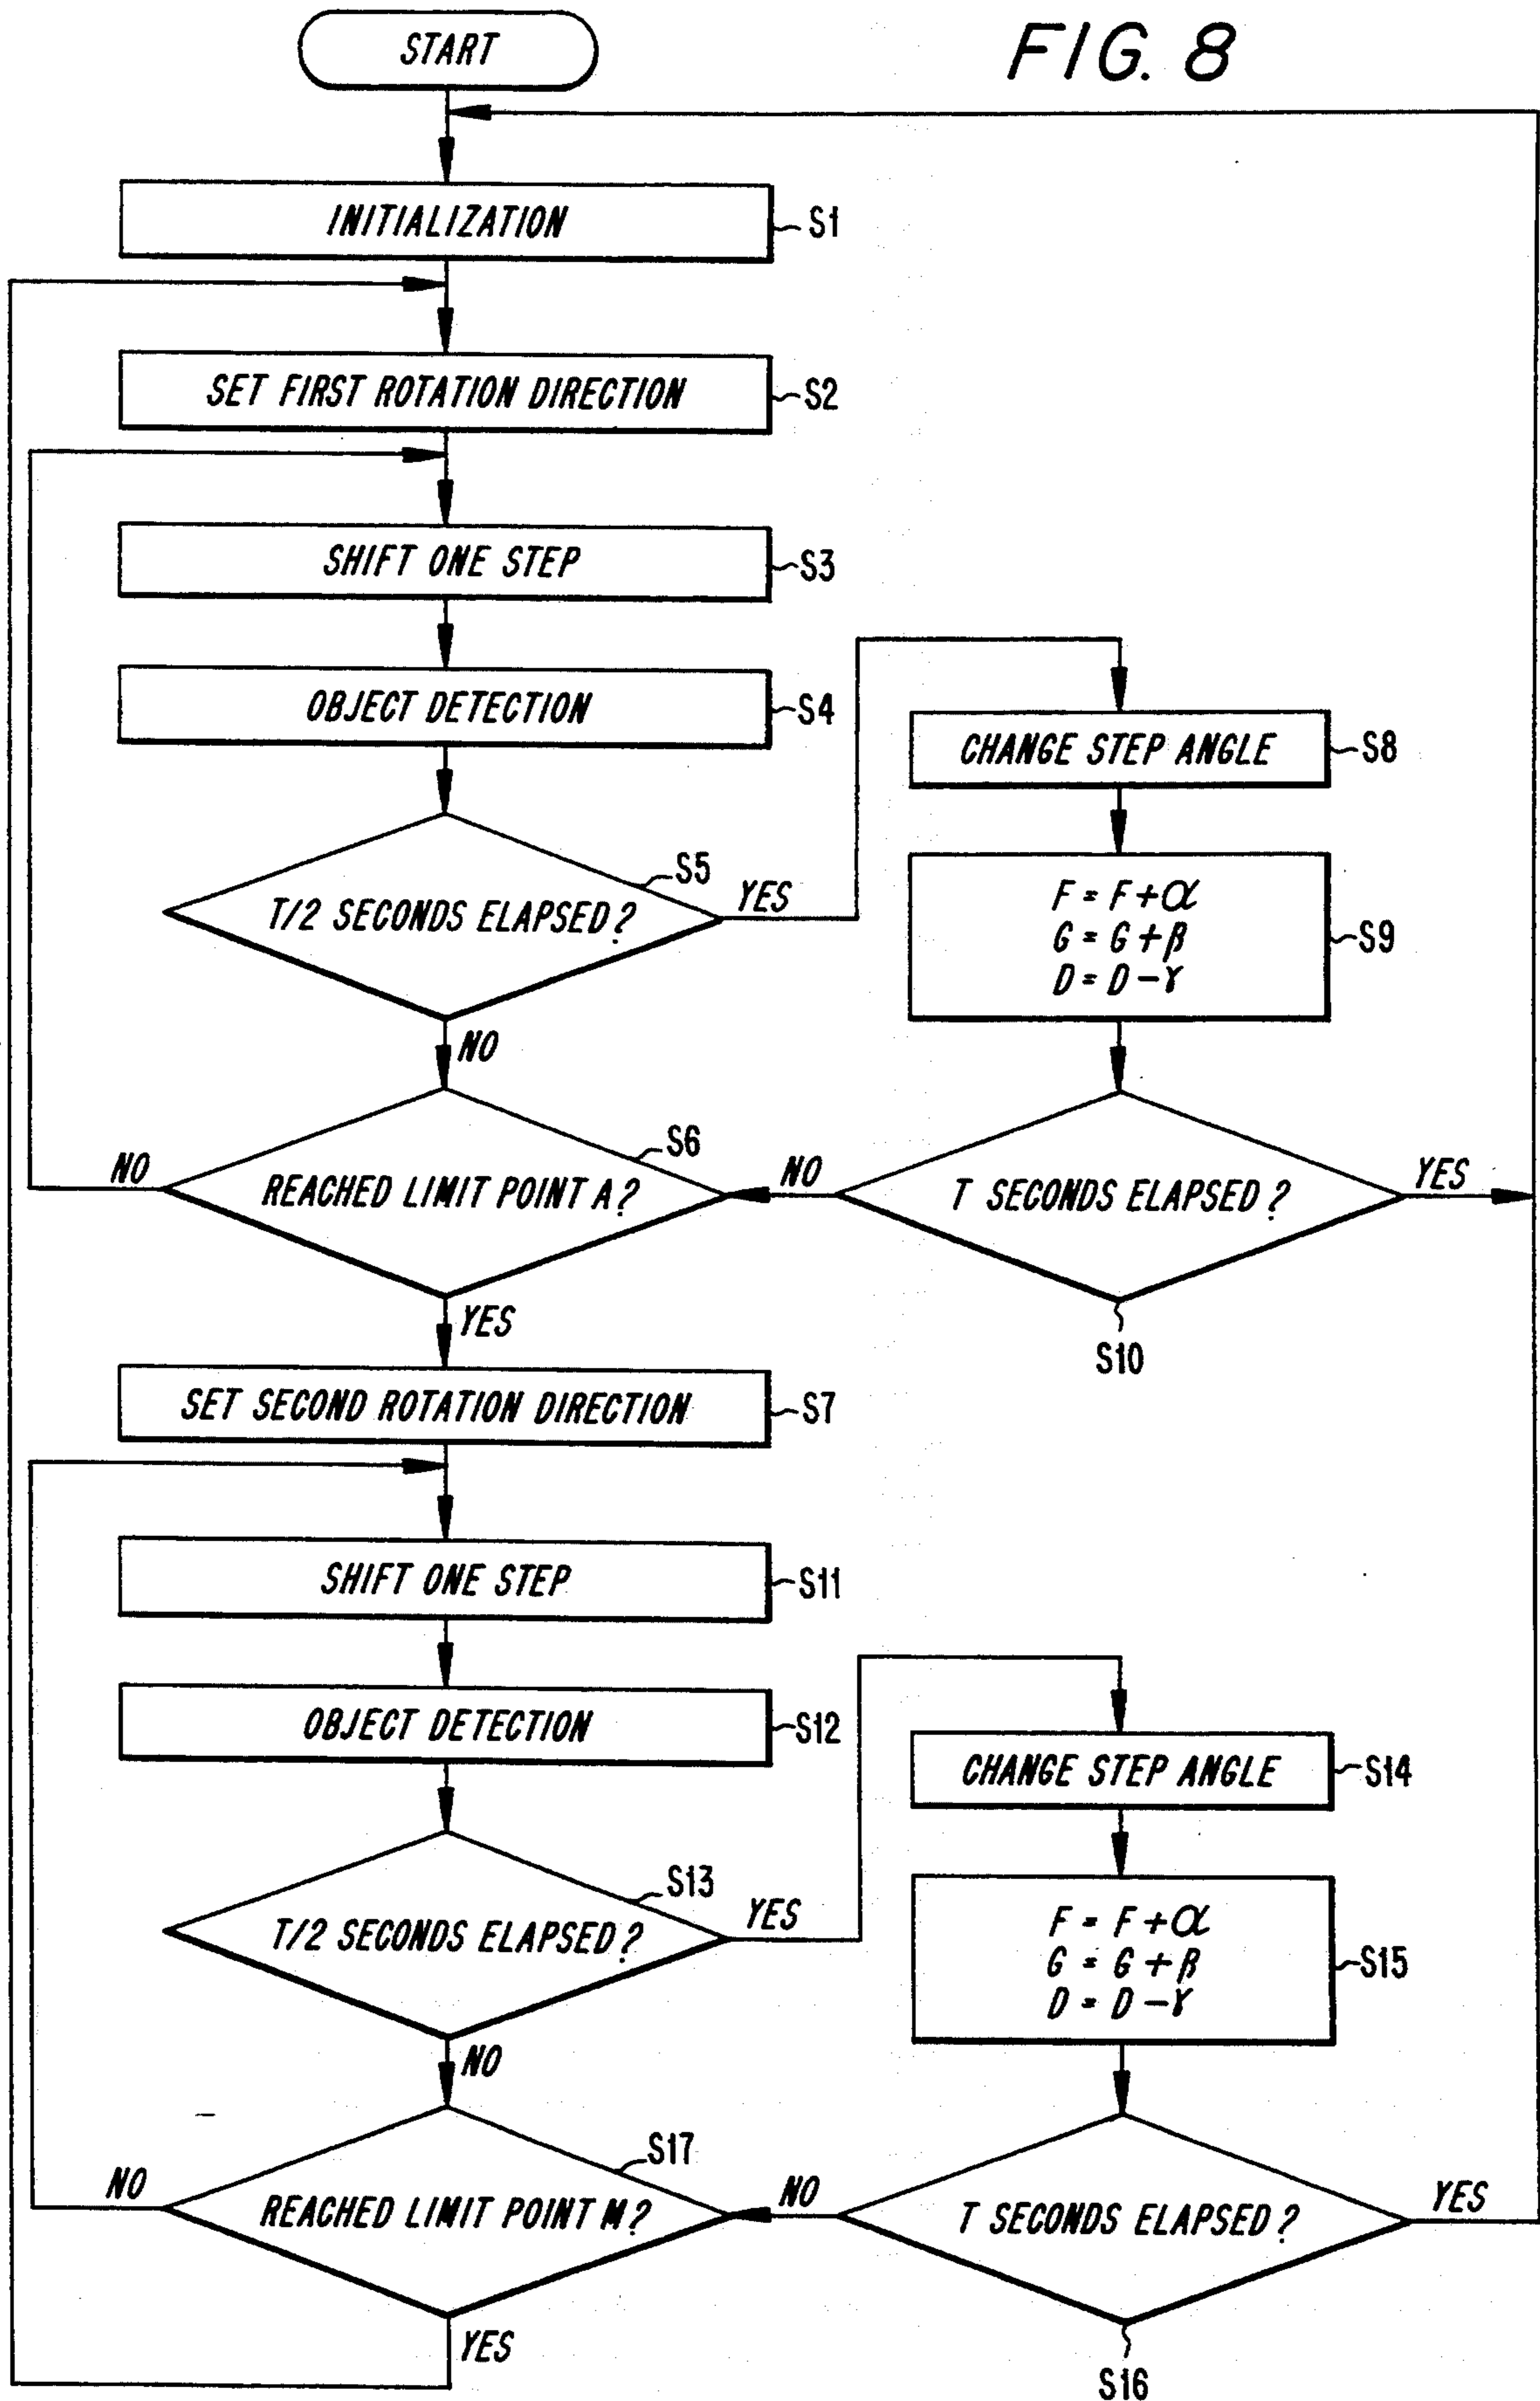 START
FIG. 8
INITIALIZATION
S1
SET FIRST ROTATION DIRECTION
S2
SHIFT ONE STEP
S3
OBJECT DETECTION
S4
CHANGE STEP ANGLE
S8
T/2 SECONDS ELAPSED?
S5
YES
NO
F = F + α
G = G + β
D = D − γ
S9
REACHED LIMIT POINT A?
S6
NO
YES
NO
T SECONDS ELAPSED?
YES
S10
SET SECOND ROTATION DIRECTION
S7
SHIFT ONE STEP
S11
OBJECT DETECTION
S12
CHANGE STEP ANGLE
S14
T/2 SECONDS ELAPSED?
S13
YES
NO
F = F + α
G = G + β
D = D − γ
S15
REACHED LIMIT POINT M?
S17
NO
YES
NO
T SECONDS ELAPSED?
YES
S16